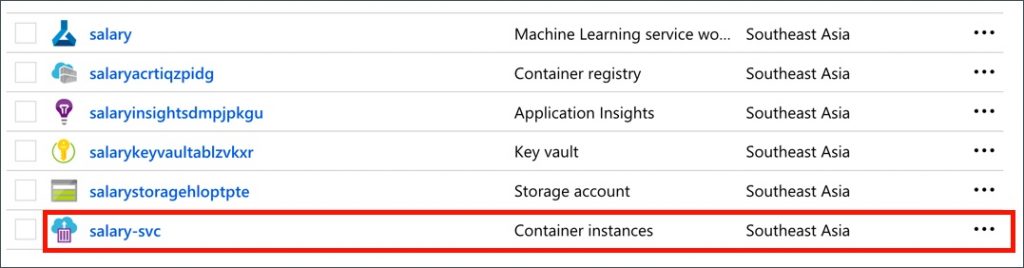 salary Machine Learning service wo... Southeast Asia ...
salaryacrtiqzpidg Container registry Southeast Asia ...
salaryinsightsdmpjpkgu Application Insights Southeast Asia ...
salarykeyvaultablzvkxr Key vault Southeast Asia ...
salarystoragehloptpte Storage account Southeast Asia ...
salary-svc Container instances Southeast Asia ...